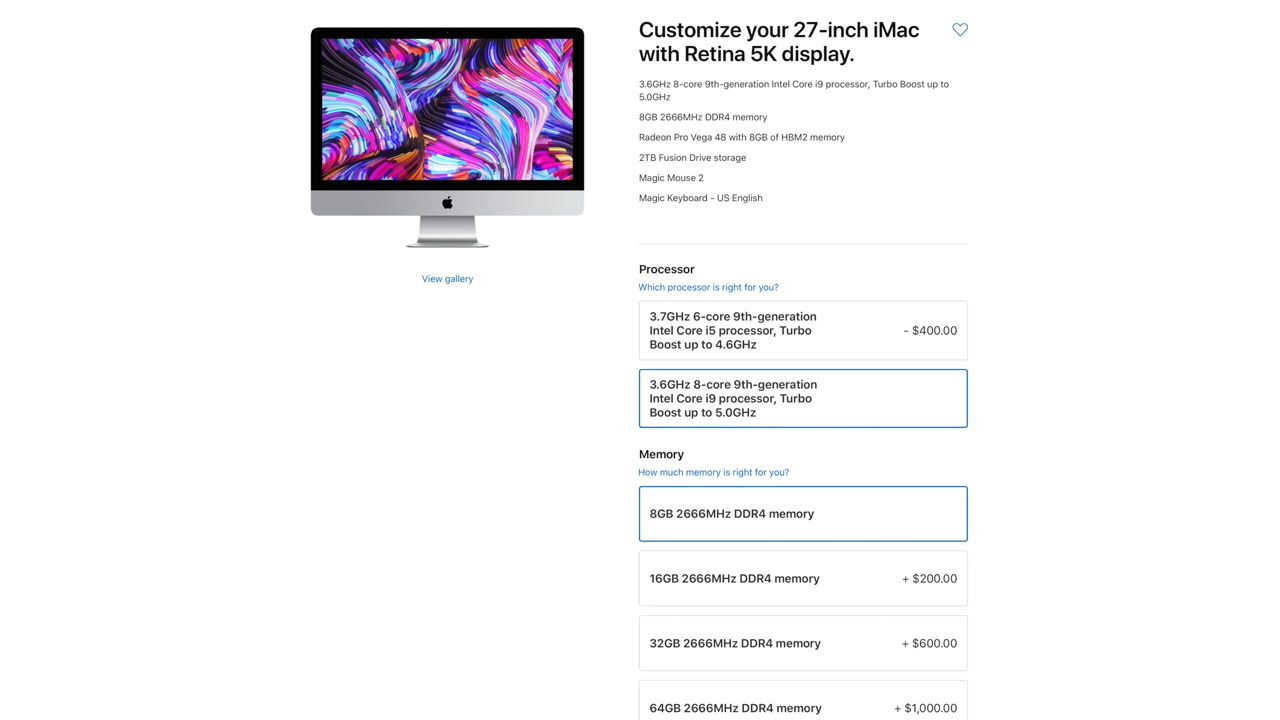 Customize your 27-inch iMac
with Retina 5K display.
3.6GHz 8-core 9th-generation Intel Core i9 processor, Turbo Boost up to
5.0GHz
8GB 2666MHz DDR4 memory
Radeon Pro Vega 48 with 8GB of HBM2 memory
2TB Fusion Drive storage
Magic Mouse 2
Magic Keyboard - US English
View gallery
Processor
Which processor is right for you?
3.7GHz 6-core 9th-generation
Intel Core i5 processor, Turbo - $400.00
Boost up to 4.6GHz
3.6GHz 8-core 9th-generation
Intel Core i9 processor, Turbo
Boost up to 5.0GHz
Memory
How much memory is right for you?
8GB 2666MHz DDR4 memory
16GB 2666MHz DDR4 memory + $200.00
32GB 2666MHz DDR4 memory + $600.00
64GB 2666MHz DDR4 memory + $1,000.00